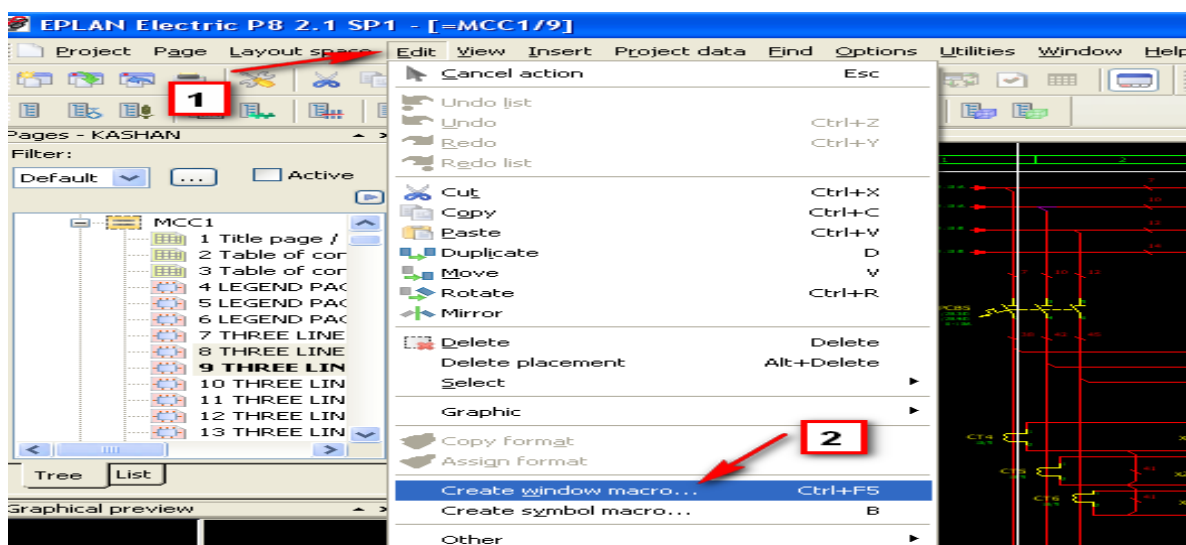 EPLAN Electric P8 2.1 SP1 - [=MCC1/9]
Project Page Layout space Edit View Insert Project data Find Options Utilities Window Help
1
Pages - KASHAN
Filter:
Default ... Active
MCC1
1 Title page /
2 Table of cor
3 Table of cor
4 LEGEND PAG
5 LEGEND PAG
6 LEGEND PAG
7 THREE LINE
8 THREE LINE
9 THREE LIN
10 THREE LIN
11 THREE LIN
12 THREE LIN
13 THREE LIN
Tree List
Graphical preview
Cancel action Esc
Undo list
Undo Ctrl+Z
Redo Ctrl+Y
Redo list
Cut Ctrl+X
Copy Ctrl+C
Paste Ctrl+V
Duplicate D
Move V
Rotate Ctrl+R
Mirror
Delete Delete
Delete placement Alt+Delete
Select
Graphic
Copy format
Assign format
2
Create window macro... Ctrl+F5
Create symbol macro... B
Other
1 2
CT4
CT5
CT6